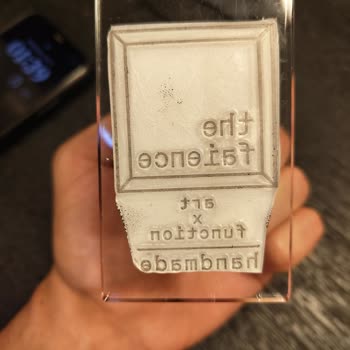 the
faience
art
x
function
handmade